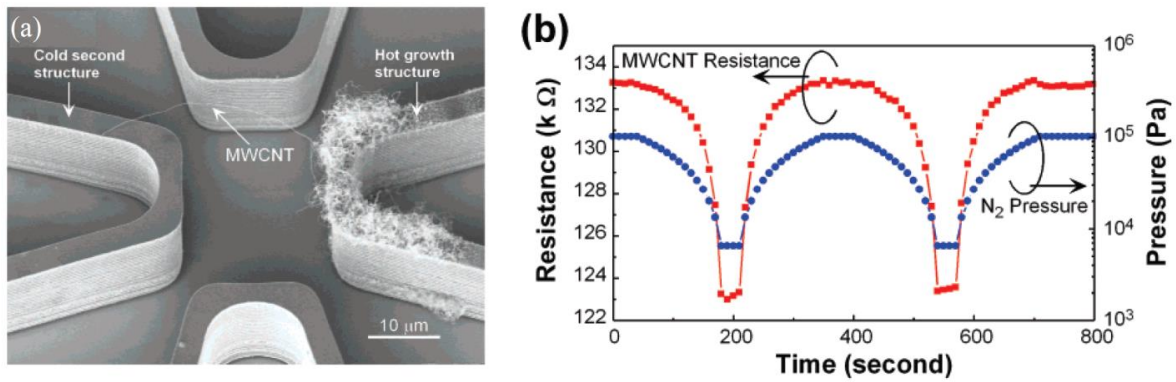 (a)
Cold second
structure
Hot growth
structure
MWCNT
10 μm
(b)
MWCNT Resistance
N₂ Pressure
Resistance (k Ω)
134
132
130
128
126
124
122
0
200
400
600
800
Time (second)
10⁶
10⁵
10⁴
10³
Pressure (Pa)